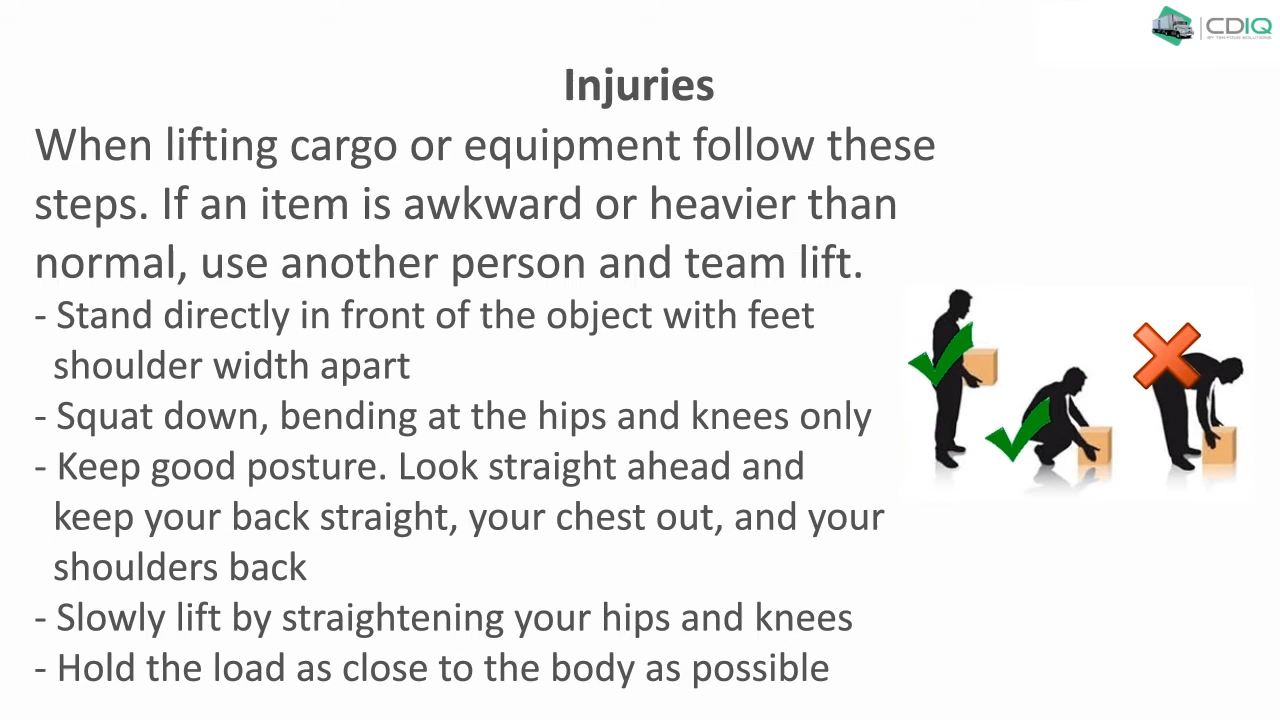 CDIQ
BY TEN-FOUR SOLUTIONS
Injuries
When lifting cargo or equipment follow these
steps. If an item is awkward or heavier than
normal, use another person and team lift.
- Stand directly in front of the object with feet
shoulder width apart
- Squat down, bending at the hips and knees only
- Keep good posture. Look straight ahead and
keep your back straight, your chest out, and your
shoulders back
- Slowly lift by straightening your hips and knees
- Hold the load as close to the body as possible